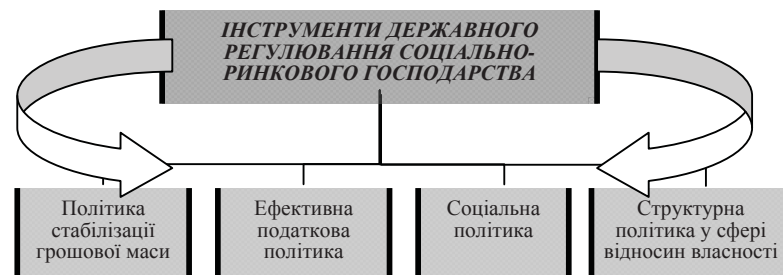 ІНСТРУМЕНТИ ДЕРЖАВНОГО
РЕГУЛЮВАННЯ СОЦІАЛЬНО-
РИНКОВОГО ГОСПОДАРСТВА
Політика
стабілізації
грошової маси
Ефективна
податкова
політика
Соціальна
політика
Структурна
політика у сфері
відносин власності